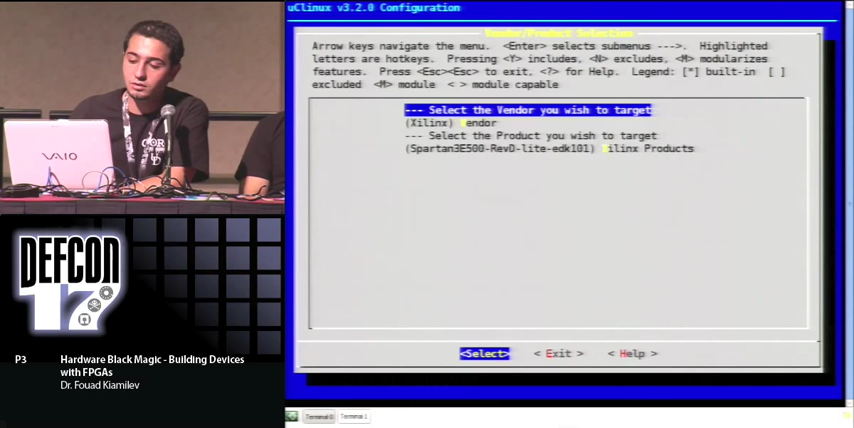 uClinux v3.2.0 Configuration
Vendor/Product Selection
Arrow keys navigate the menu. <Enter> selects submenus --->. Highlighted
letters are hotkeys. Pressing <Y> includes, <N> excludes, <M> modularizes
features. Press <Esc><Esc> to exit, <?> for Help. Legend: [*] built-in [ ]
excluded <M> module < > module capable
--- Select the Vendor you wish to target
(Xilinx) Vendor
--- Select the Product you wish to target
(Spartan3E500-RevD-lite-edk101) Xilinx Products
<Select> < Exit > < Help >
Terminal 0 Terminal 1
VAIO
DEFCON
17
P3 Hardware Black Magic - Building Devices
with FPGAs
Dr. Fouad Kiamilev